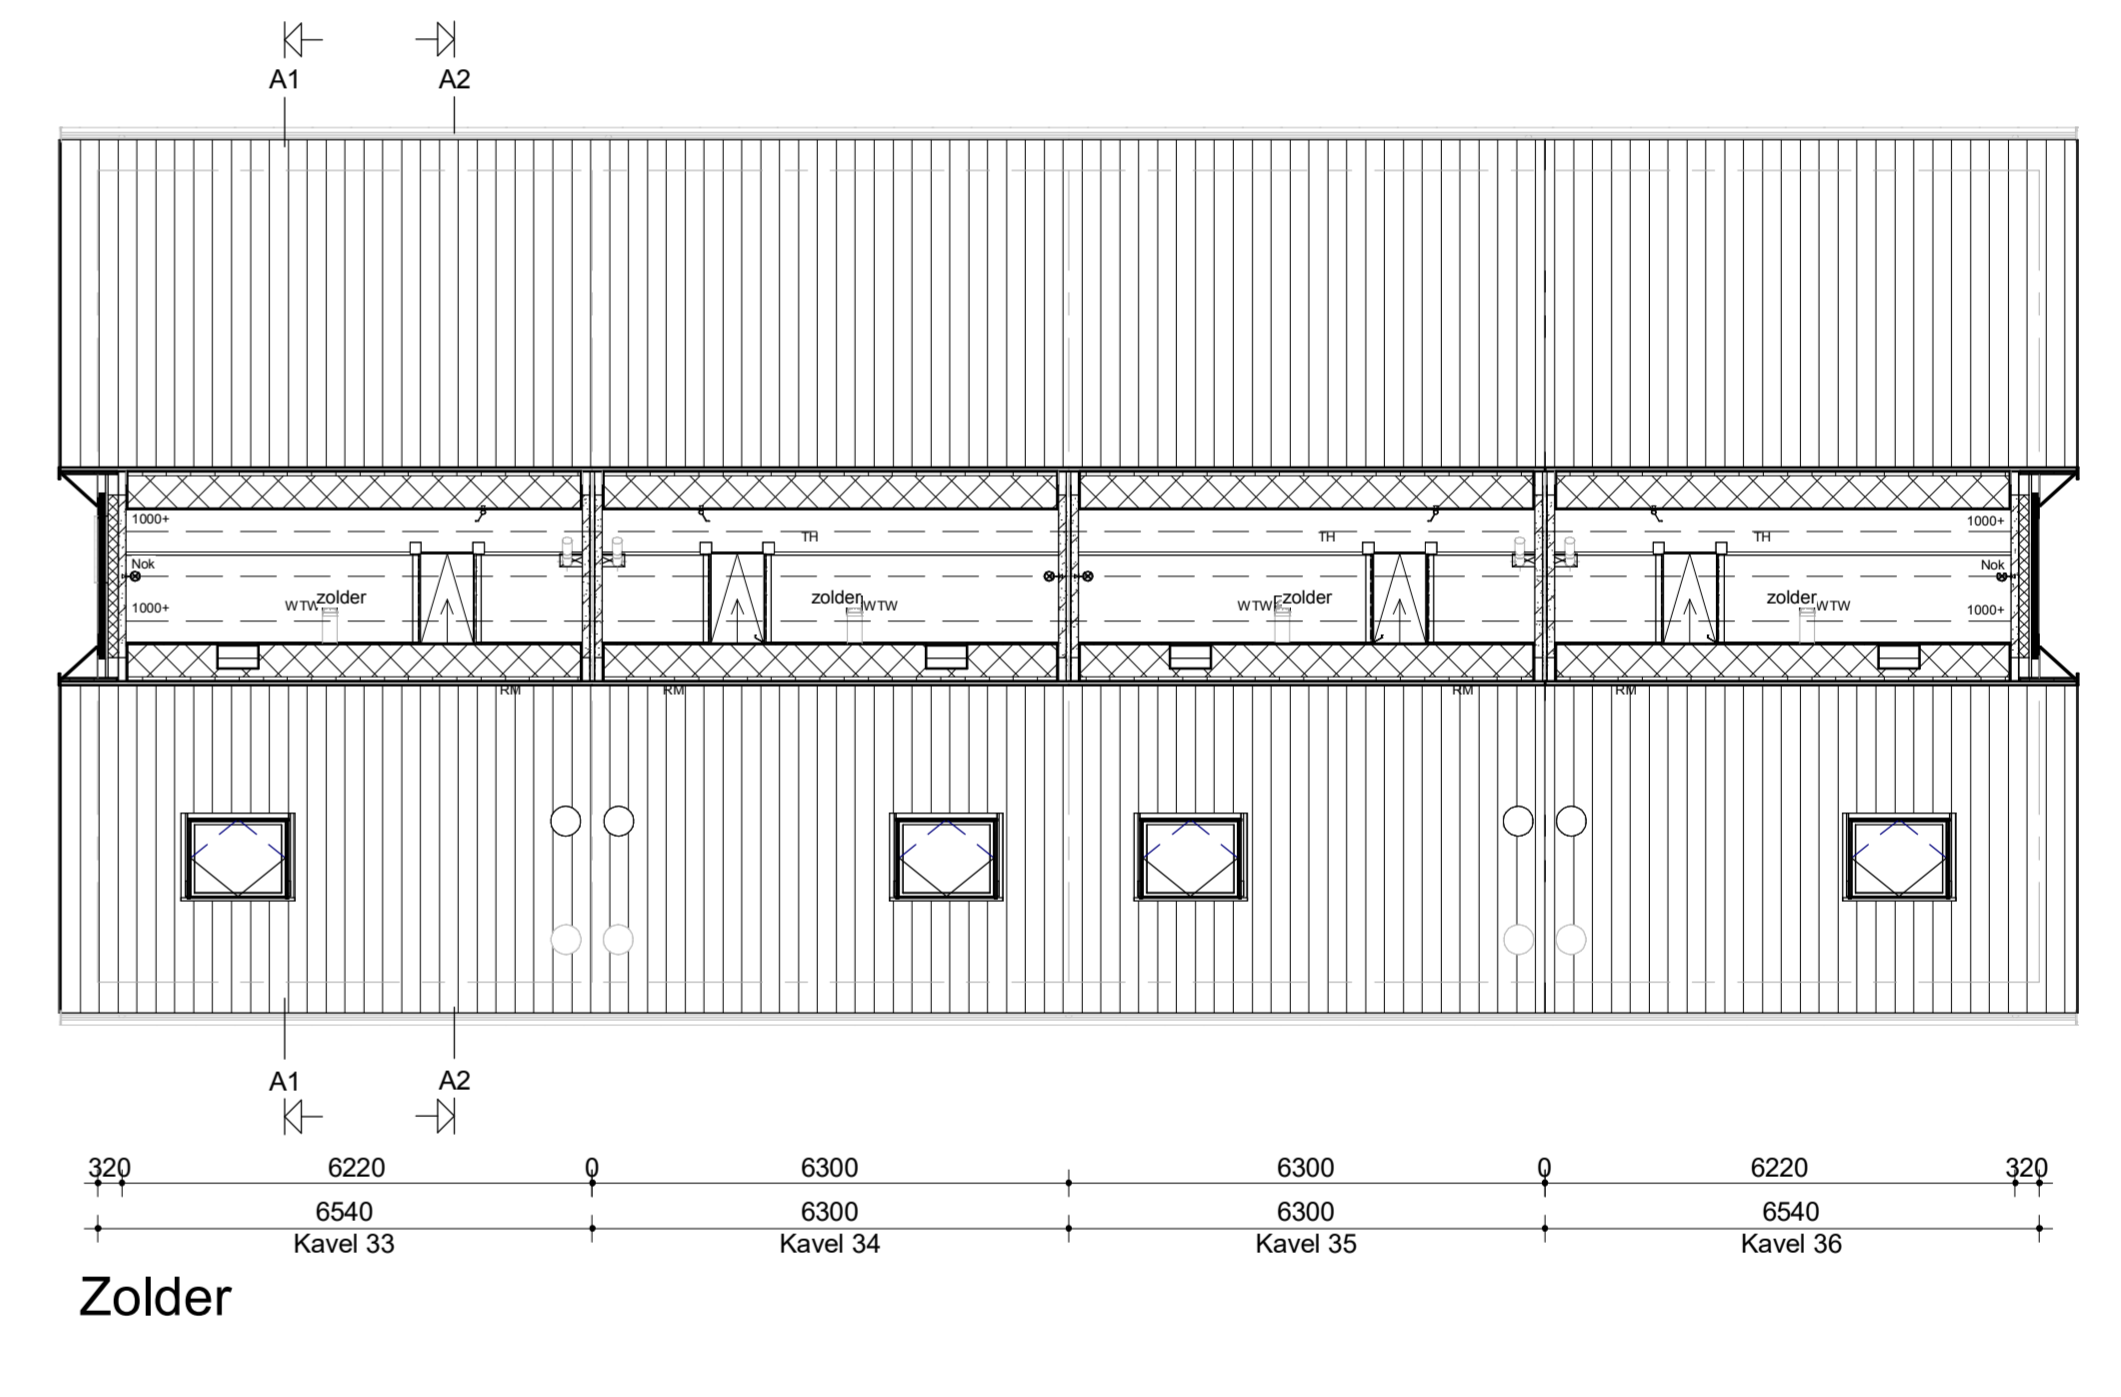 A1 A2
1000+ TH TH TH 1000+
Nok Nok
WTW zolder zolder WTW WTW zolder zolder WTW
1000+ 1000+
RM RM RM RM
A1 A2
320 6220 0 6300 6300 0 6220 320
6540 6300 6300 6540
Kavel 33 Kavel 34 Kavel 35 Kavel 36
Zolder